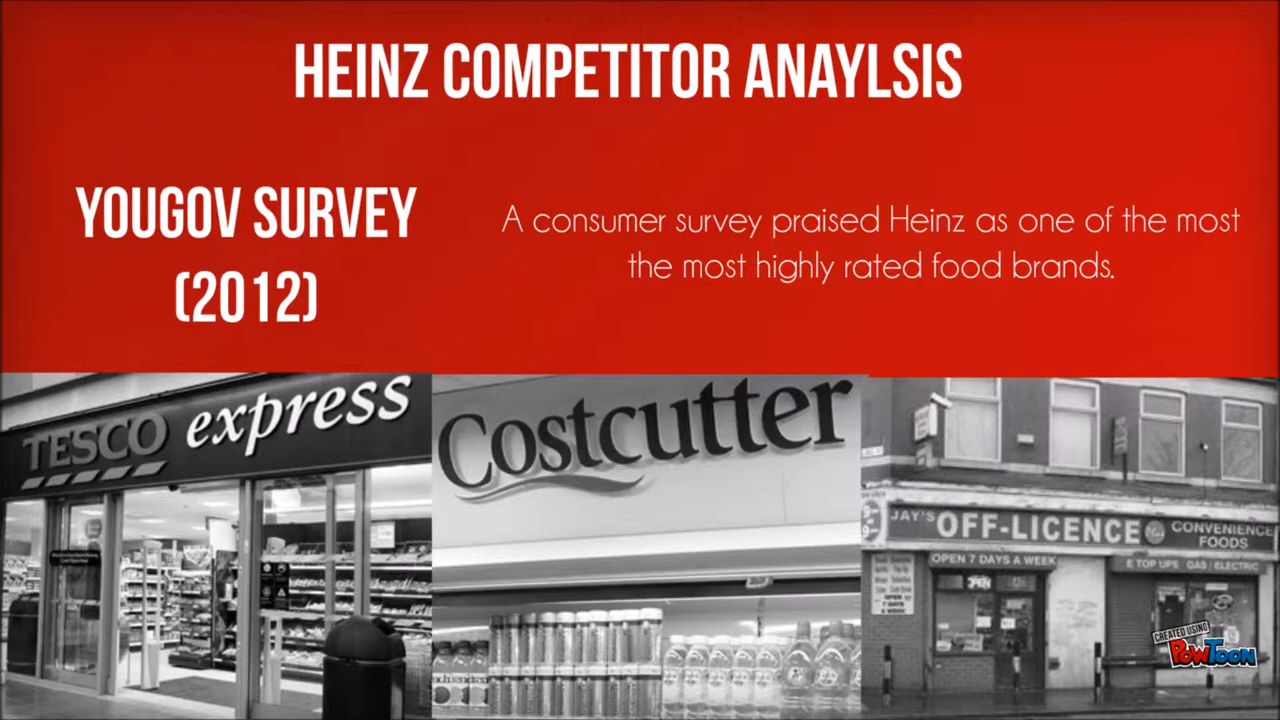 HEINZ COMPETITOR ANAYLSIS
YOUGOV SURVEY
(2012)
A consumer survey praised Heinz as one of the most
the most highly rated food brands.
TESCO express
Costcutter
JAY'S OFF-LICENCE CONVENIENCE
FOODS
OPEN 7 DAYS A WEEK
E TOP UPS GAS ELECTRIC
OPEN
CREATED USING
POWTOON